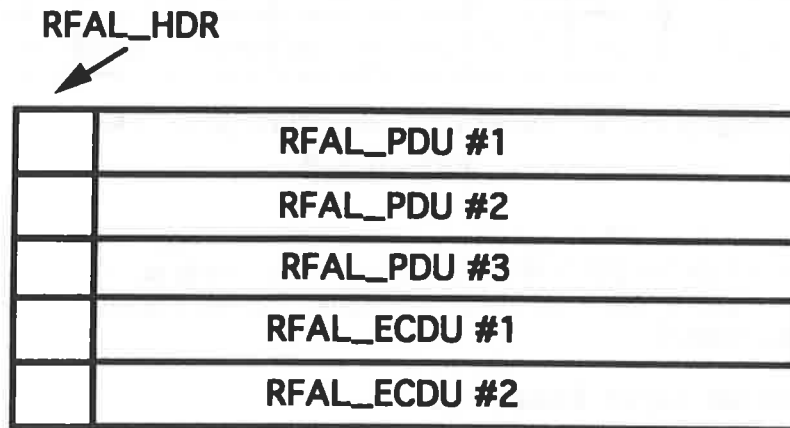 RFAL_HDR
RFAL_PDU #1
RFAL_PDU #2
RFAL_PDU #3
RFAL_ECDU #1
RFAL_ECDU #2